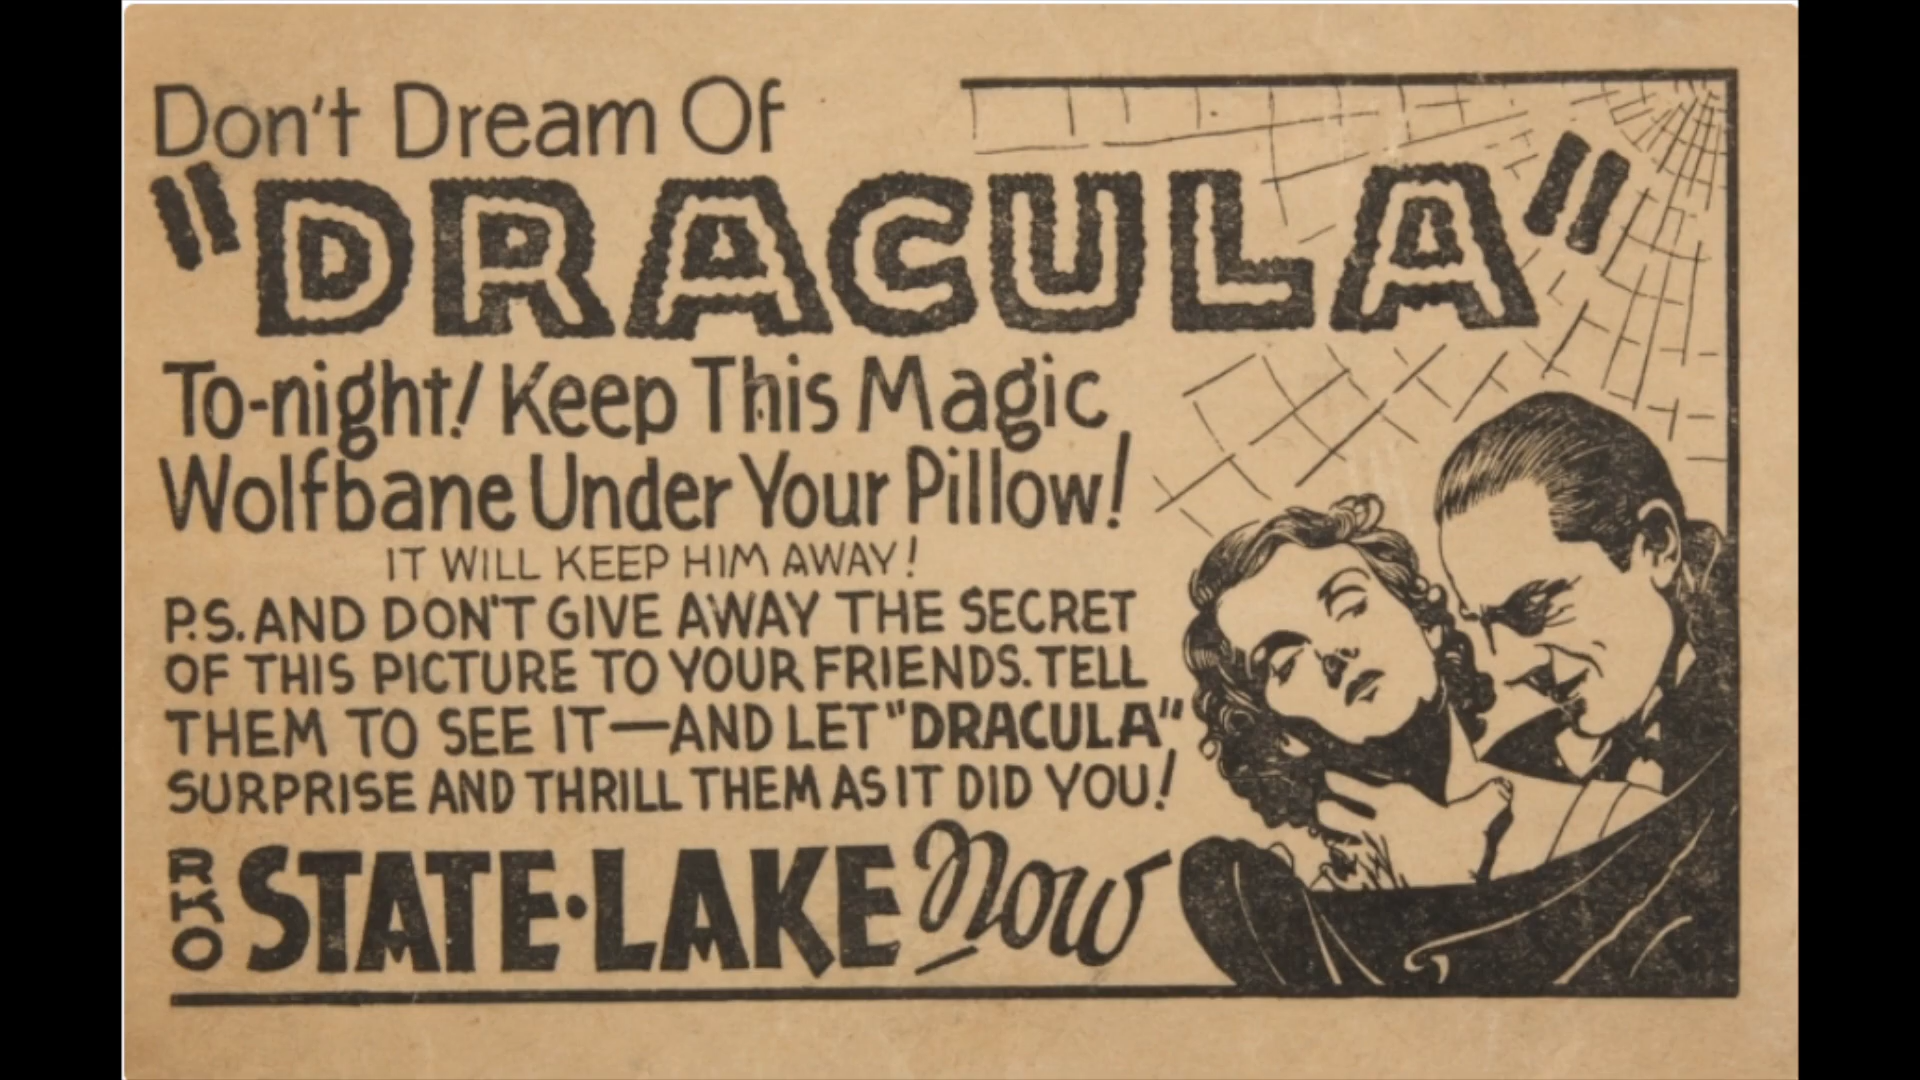 Don't Dream Of
"DRACULA"
To-night! Keep This Magic
Wolfbane Under Your Pillow!
IT WILL KEEP HIM AWAY!
P.S. AND DON'T GIVE AWAY THE SECRET
OF THIS PICTURE TO YOUR FRIENDS. TELL
THEM TO SEE IT—AND LET "DRACULA"
SURPRISE AND THRILL THEM AS IT DID YOU!
RKO STATE·LAKE Now